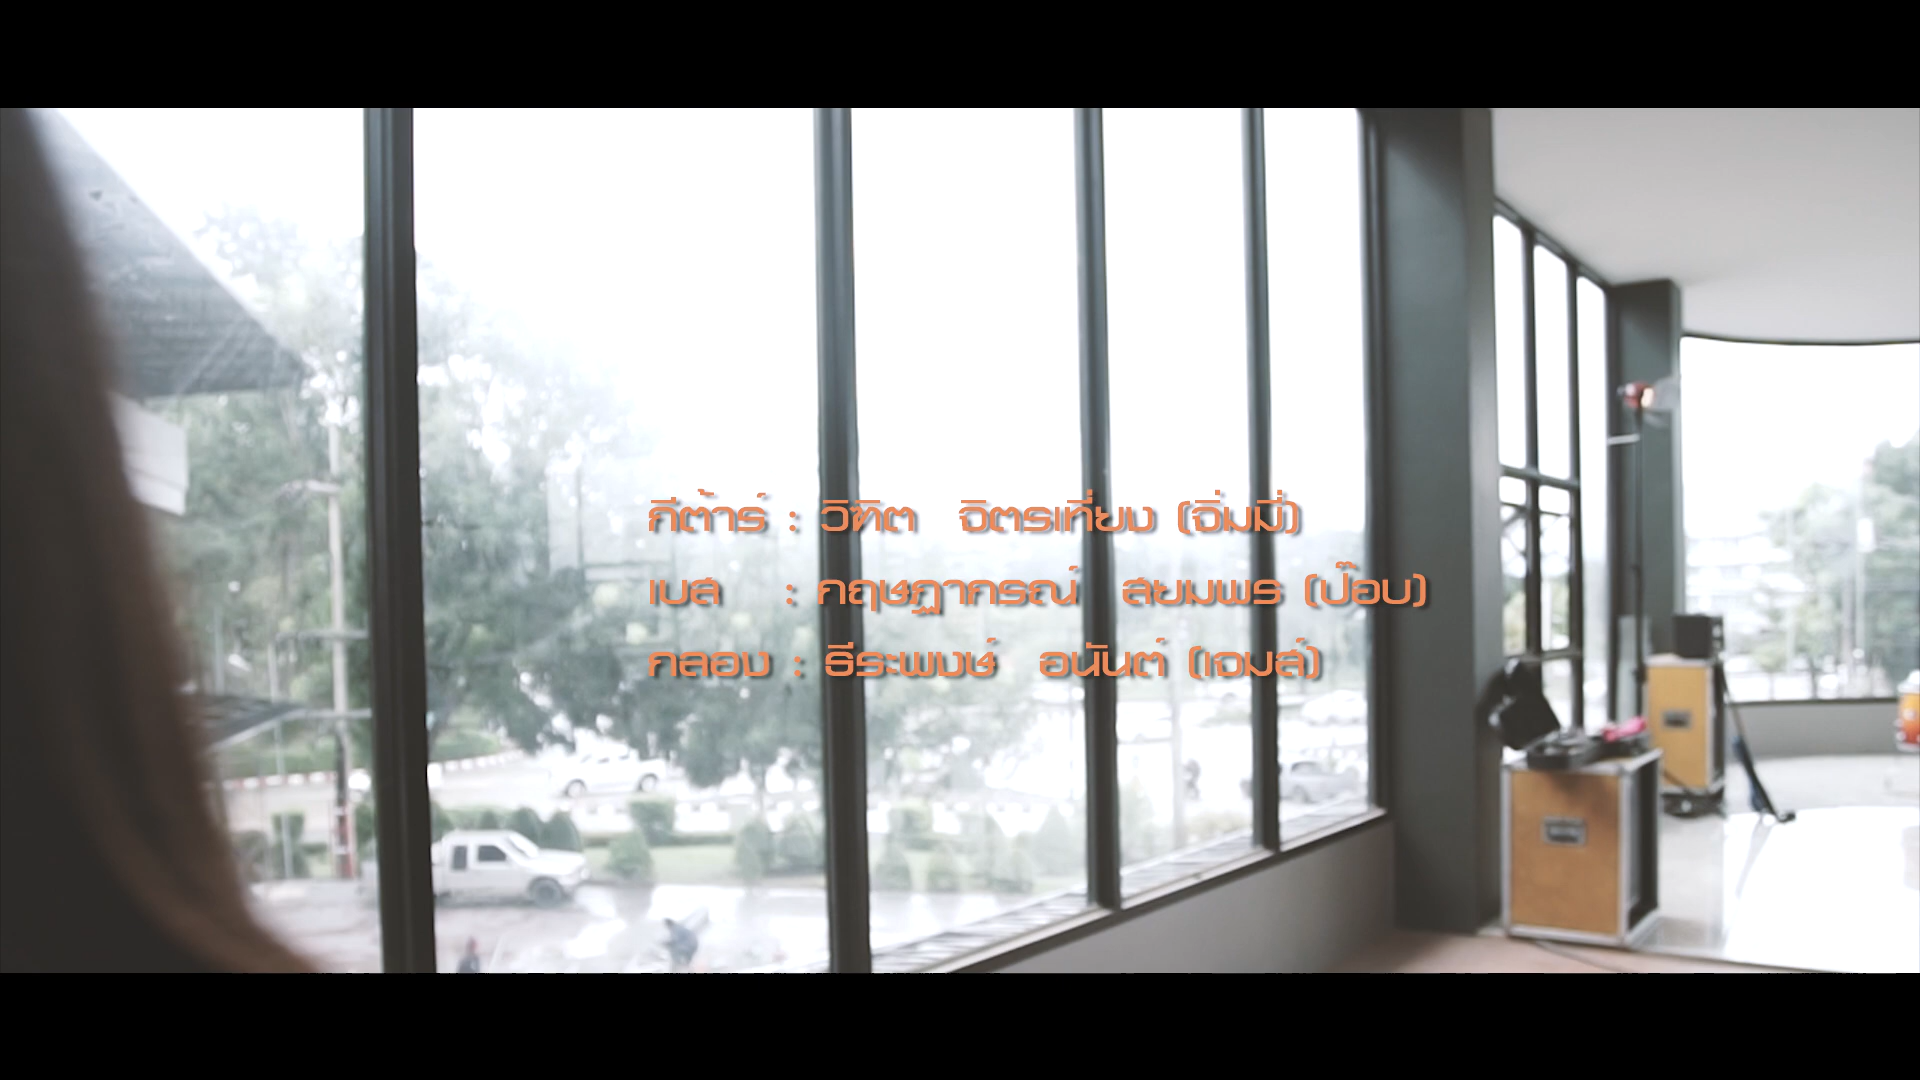 กีต้าร์ : วิฑิต จิตรเที่ยง (จิ่มมี่)
เบส : กฤษฏาภรณ์ สยมพร (ป๊อบ)
กลอง : ธีระพงษ์ อนันต์ (เจมส์)